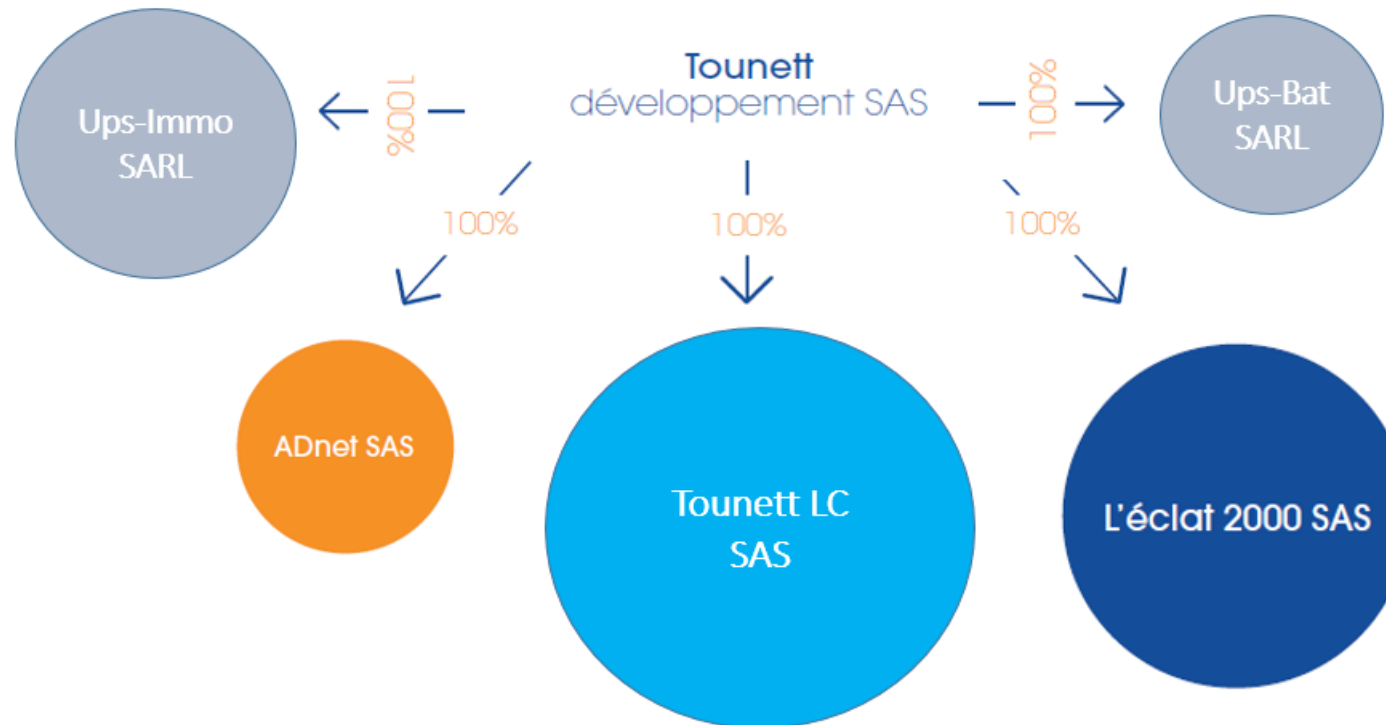 Tounett
développement SAS
Ups-Immo
SARL
100%
100%
Ups-Bat
SARL
100%
100%
100%
ADnet SAS
Tounett LC
SAS
L'éclat 2000 SAS